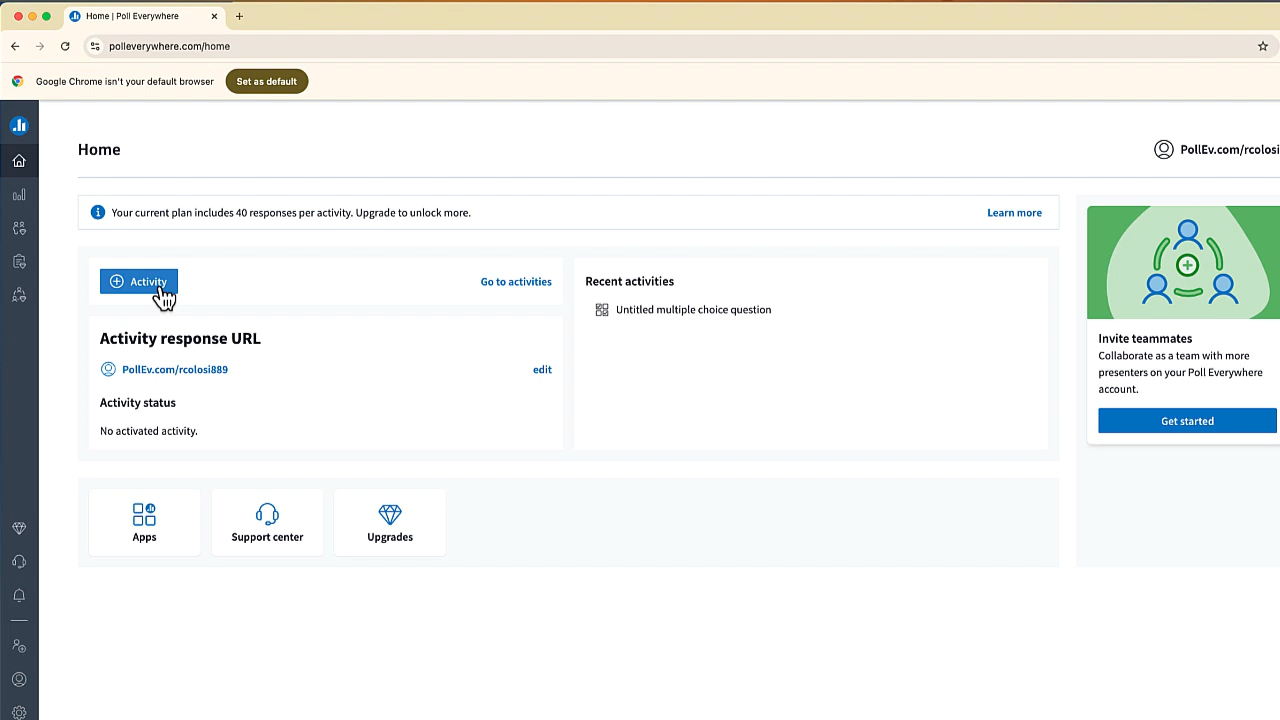 Home | Poll Everywhere
polleverywhere.com/home
Google Chrome isn't your default browser
Set as default
Home
PollEv.com/rcolosi
Your current plan includes 40 responses per activity. Upgrade to unlock more.
Learn more
Activity
Go to activities
Activity response URL
PollEv.com/rcolosi889
edit
Activity status
No activated activity.
Recent activities
Untitled multiple choice question
Invite teammates
Collaborate as a team with more
presenters on your Poll Everywhere
account.
Get started
Apps
Support center
Upgrades